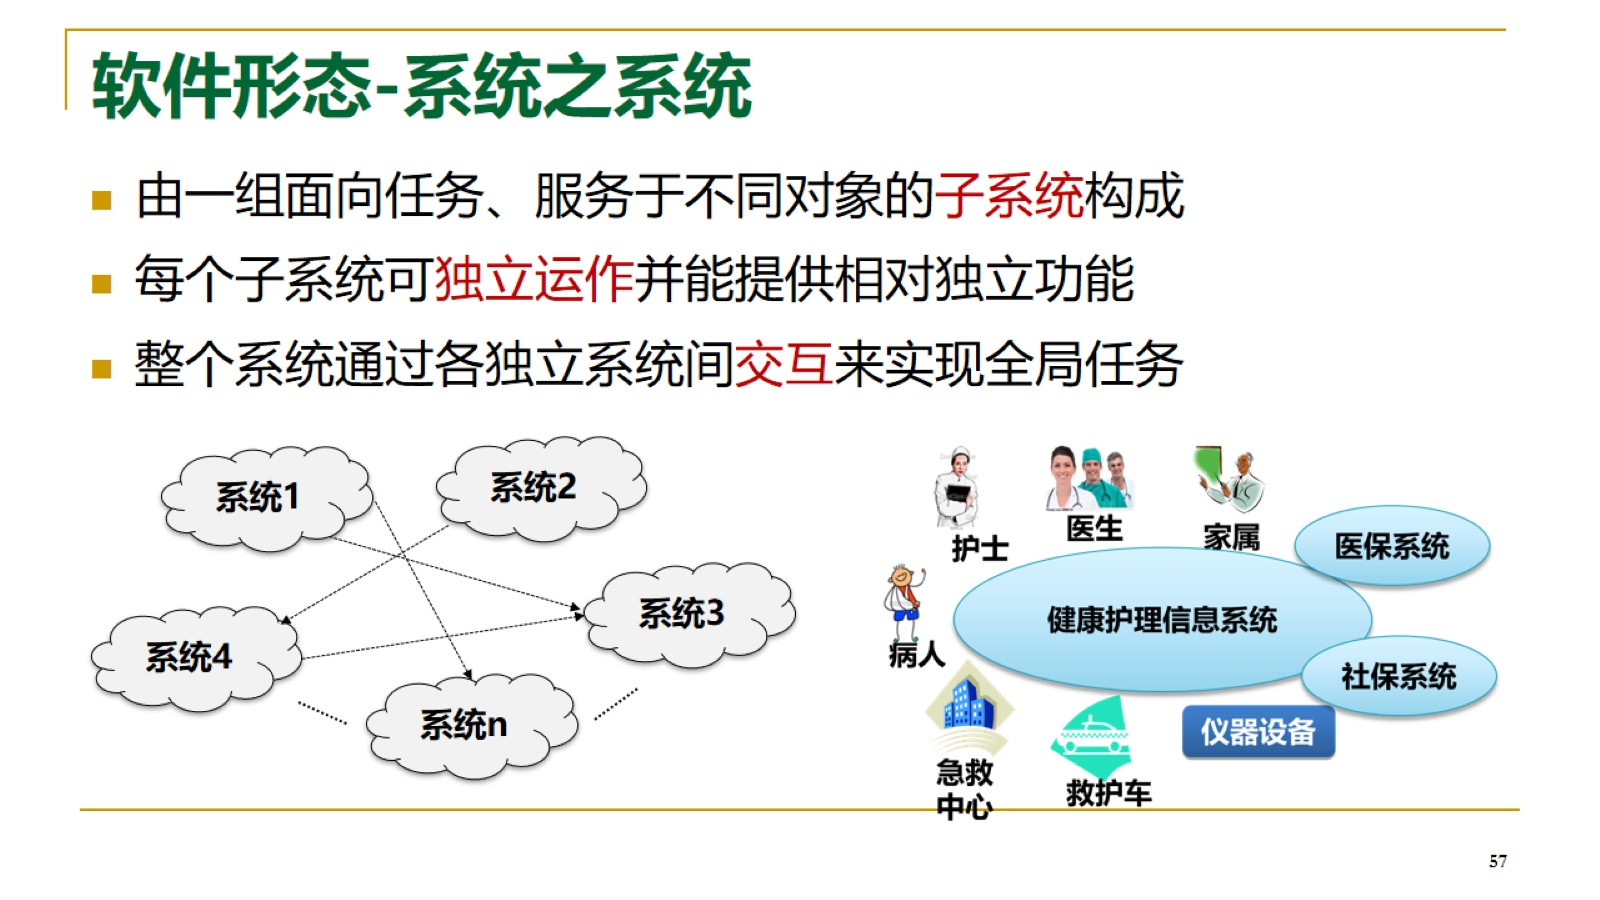 软件形态-系统之系统
由一组面向任务、服务于不同对象的子系统构成
每个子系统可独立运作并能提供相对独立功能
整个系统通过各独立系统间交互来实现全局任务
系统1
系统2
系统3
系统4
系统n
护士
医生
家属
医保系统
健康护理信息系统
病人
社保系统
仪器设备
急救
中心
救护车
57